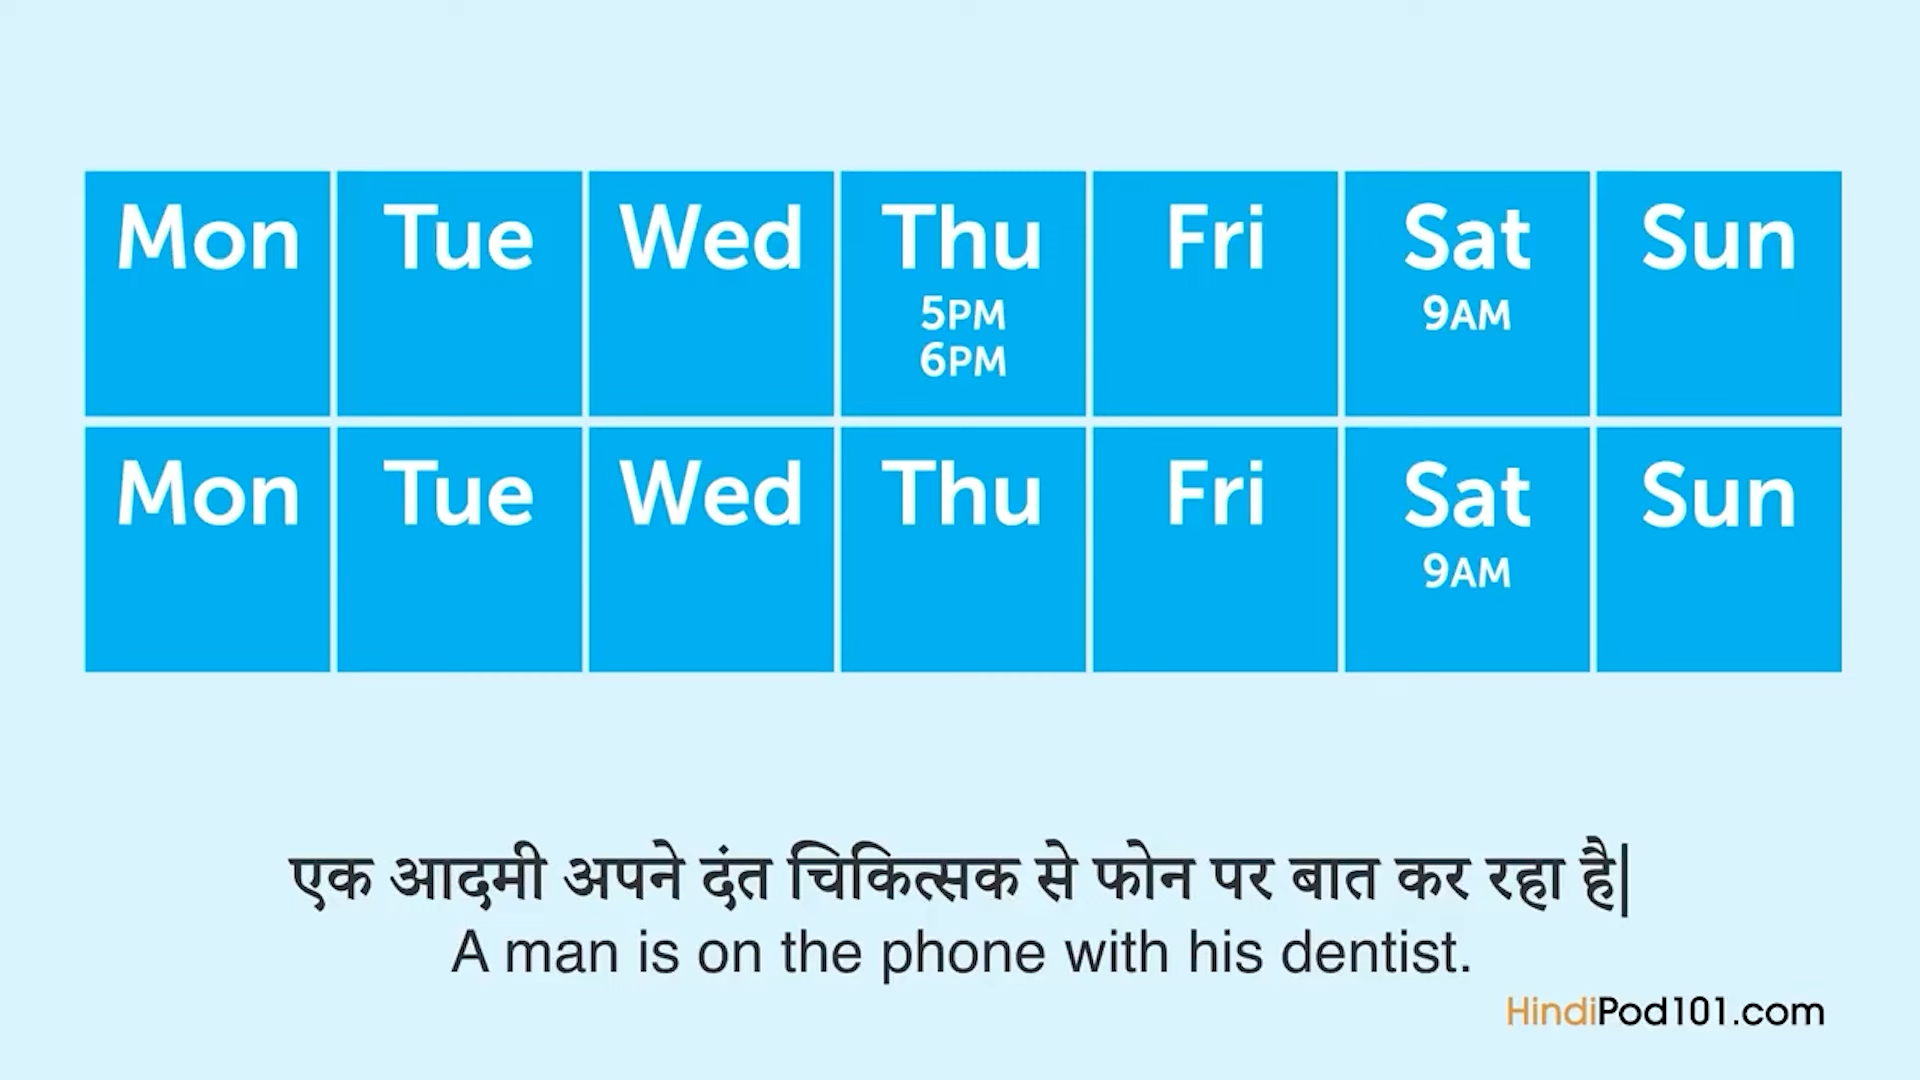 Mon Tue Wed Thu Fri Sat Sun
5PM 9AM
6PM
Mon Tue Wed Thu Fri Sat Sun
9AM
एक आदमी अपने दंत चिकित्सक से फोन पर बात कर रहा है|
A man is on the phone with his dentist.
HindiPod101.com